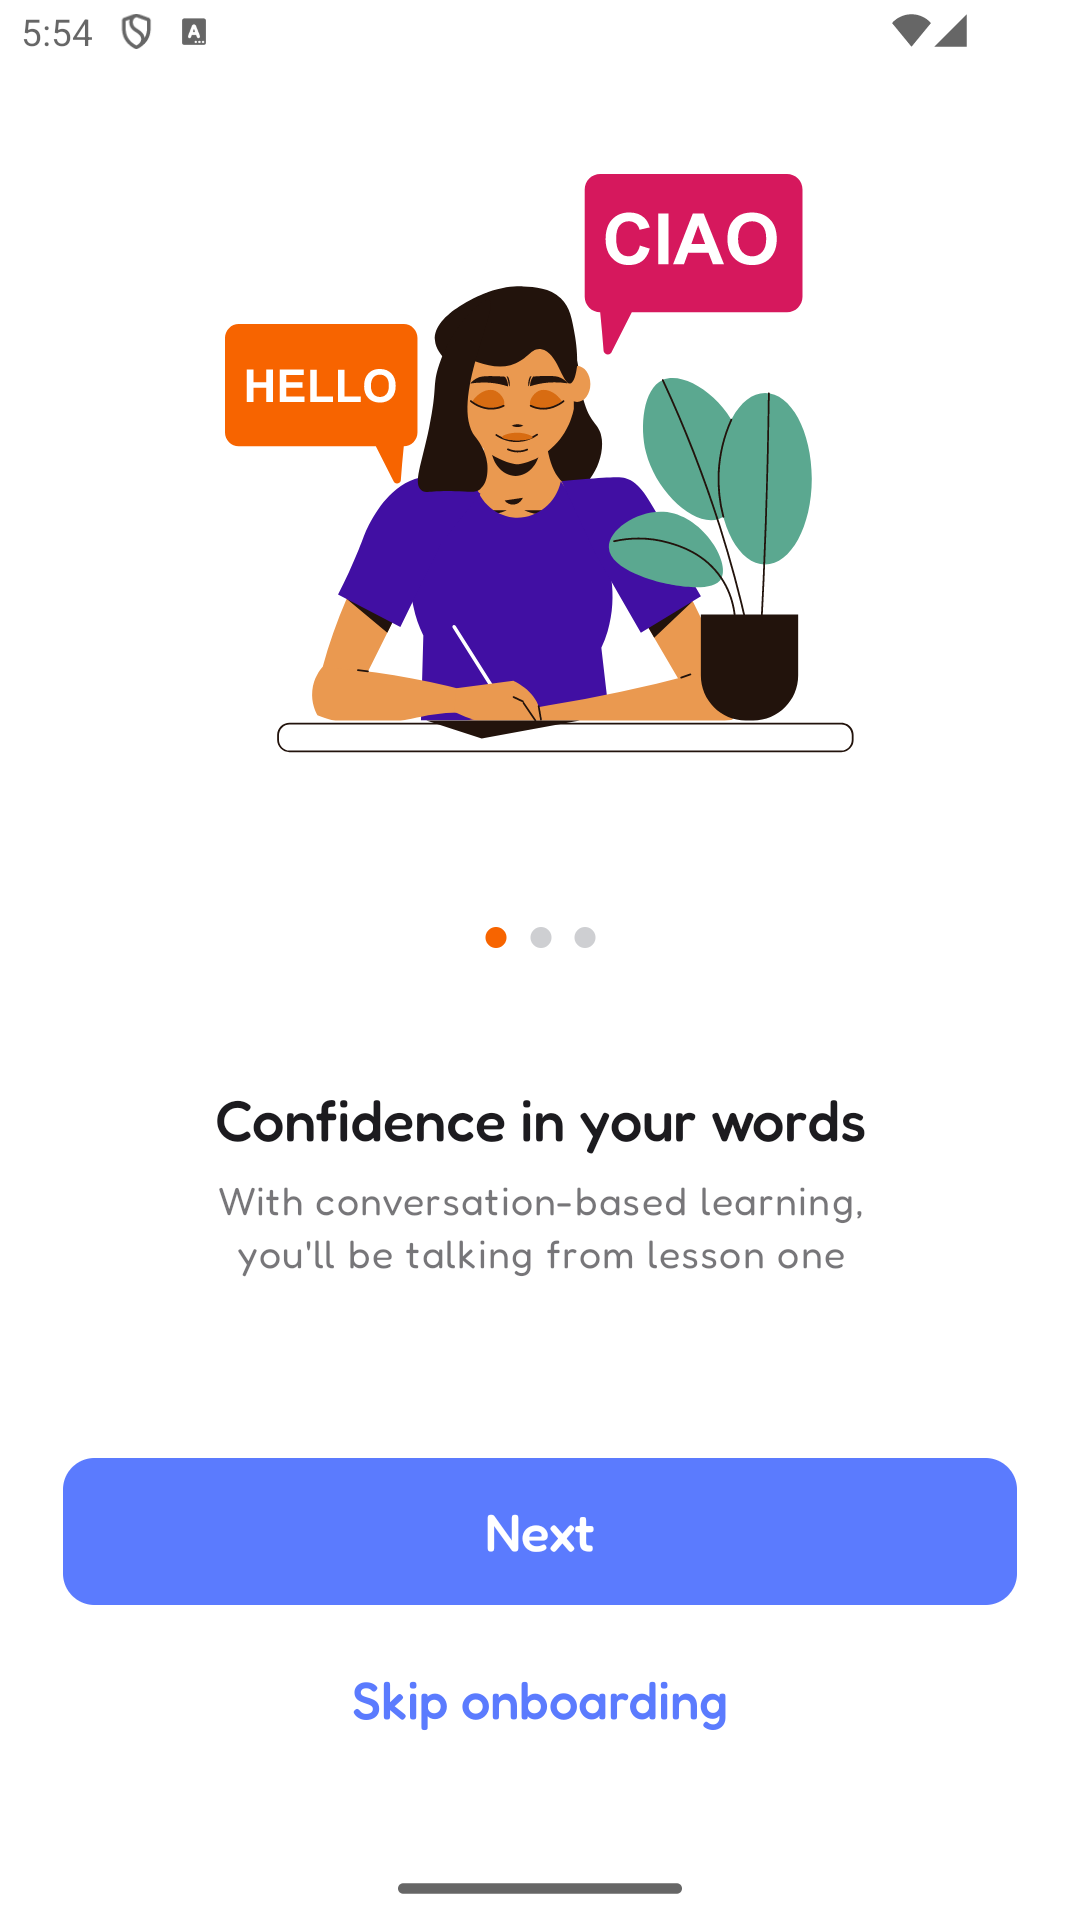 5:54
CIAO
HELLO
Confidence in your words
With conversation-based learning,
you'll be talking from lesson one
Next
Skip onboarding